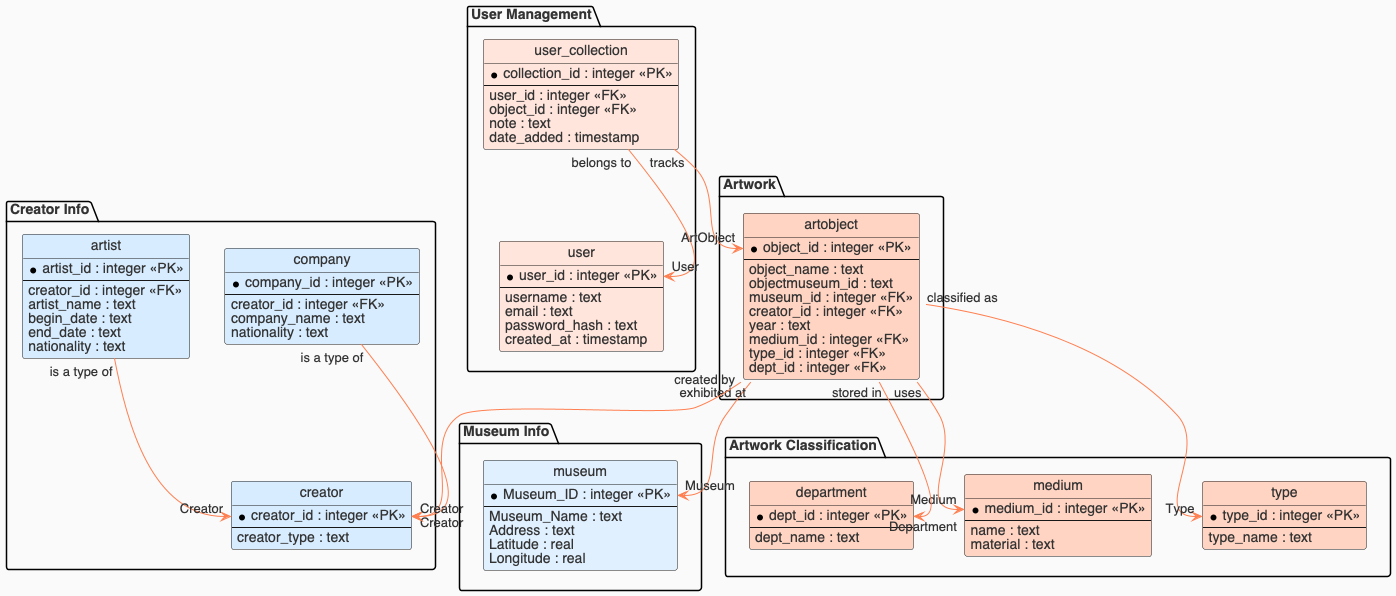 User Management
user_collection
collection_id : integer «PK»
user_id : integer «FK»
object_id : integer «FK»
note : text
date_added : timestamp
belongs to
tracks
user
user_id : integer «PK»
username : text
email : text
password_hash : text
created_at : timestamp
User
Artwork
artobject
object_id : integer «PK»
object_name : text
objectmuseum_id : text
museum_id : integer «FK»
creator_id : integer «FK»
year : text
medium_id : integer «FK»
type_id : integer «FK»
dept_id : integer «FK»
ArtObject
classified as
created by
exhibited at
stored in
uses
Creator Info
artist
artist_id : integer «PK»
creator_id : integer «FK»
artist_name : text
begin_date : text
end_date : text
nationality : text
is a type of
company
company_id : integer «PK»
creator_id : integer «FK»
company_name : text
nationality : text
is a type of
creator
creator_id : integer «PK»
creator_type : text
Creator
Creator
Creator
Museum Info
museum
Museum_ID : integer «PK»
Museum_Name : text
Address : text
Latitude : real
Longitude : real
Museum
Artwork Classification
department
dept_id : integer «PK»
dept_name : text
Department
Medium
medium
medium_id : integer «PK»
name : text
material : text
Type
type
type_id : integer «PK»
type_name : text